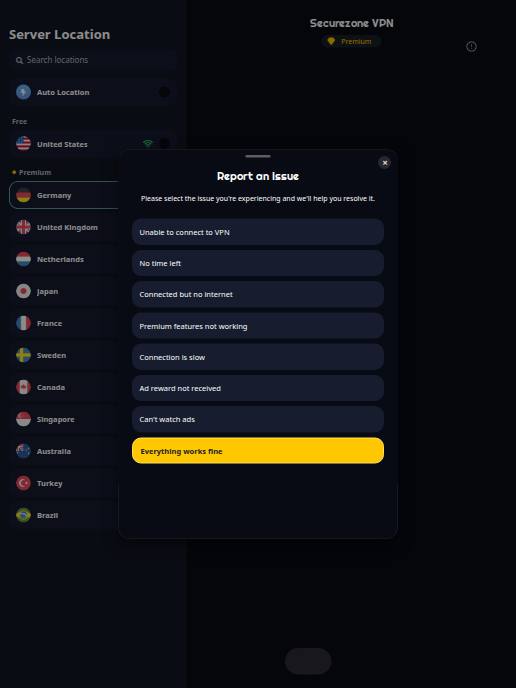 Securezone VPN
Premium
Server Location
Search locations
Auto Location
Free
United States
Premium
Germany
United Kingdom
Netherlands
Japan
France
Sweden
Canada
Singapore
Australia
Turkey
Brazil
Report an Issue
Please select the issue you're experiencing and we'll help you resolve it.
Unable to connect to VPN
No time left
Connected but no internet
Premium features not working
Connection is slow
Ad reward not received
Can't watch ads
Everything works fine